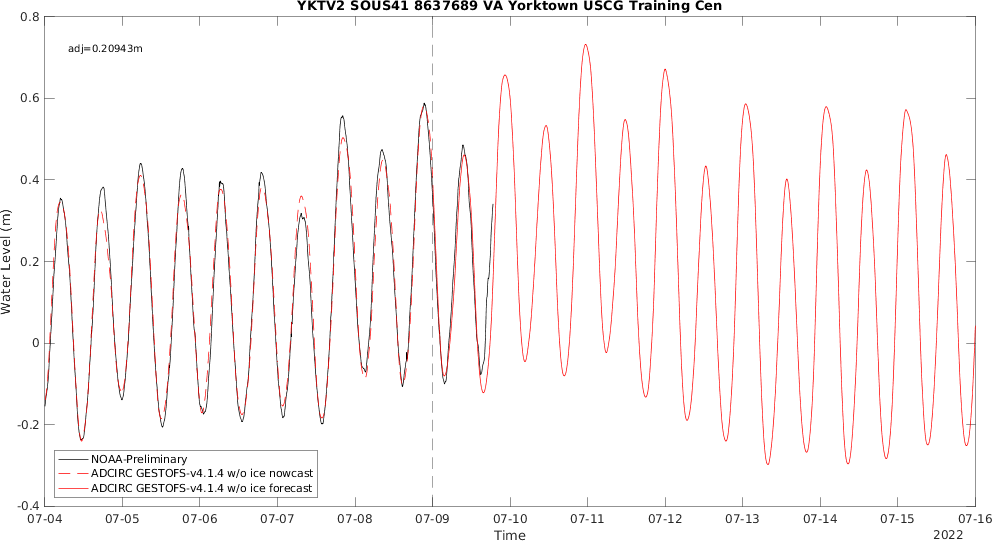 YKTV2 SOUS41 8637689 VA Yorktown USCG Training Cen
adj=0.20943m
0.8
0.6
0.4
0.2
0
-0.2
-0.4
Water Level (m)
NOAA-Preliminary
ADCIRC GESTOFS-v4.1.4 w/o ice nowcast
ADCIRC GESTOFS-v4.1.4 w/o ice forecast
07-04 07-05 07-06 07-07 07-08 07-09 07-10 07-11 07-12 07-13 07-14 07-15 07-16
Time
2022